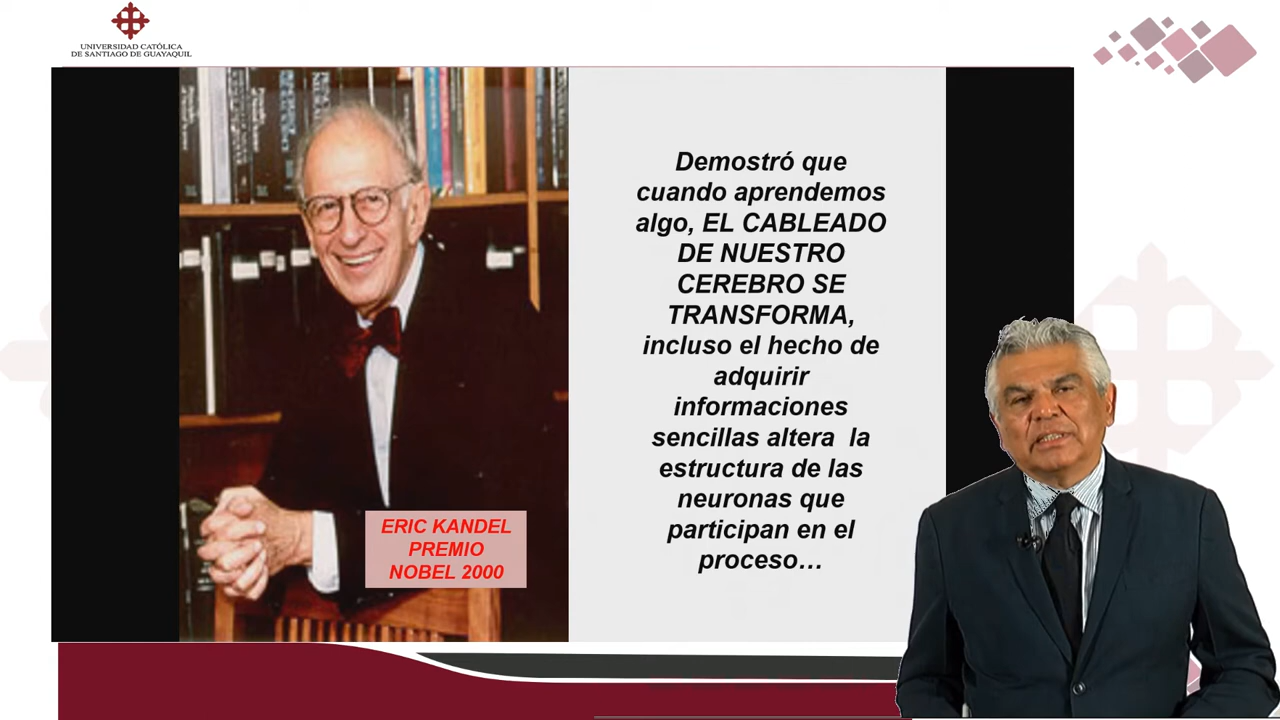 UNIVERSIDAD CATÓLICA
DE SANTIAGO DE GUAYAQUIL
Demostró que
cuando aprendemos
algo, EL CABLEADO
DE NUESTRO
CEREBRO SE
TRANSFORMA,
incluso el hecho de
adquirir
informaciones
sencillas altera la
estructura de las
neuronas que
participan en el
proceso…
ERIC KANDEL
PREMIO
NOBEL 2000